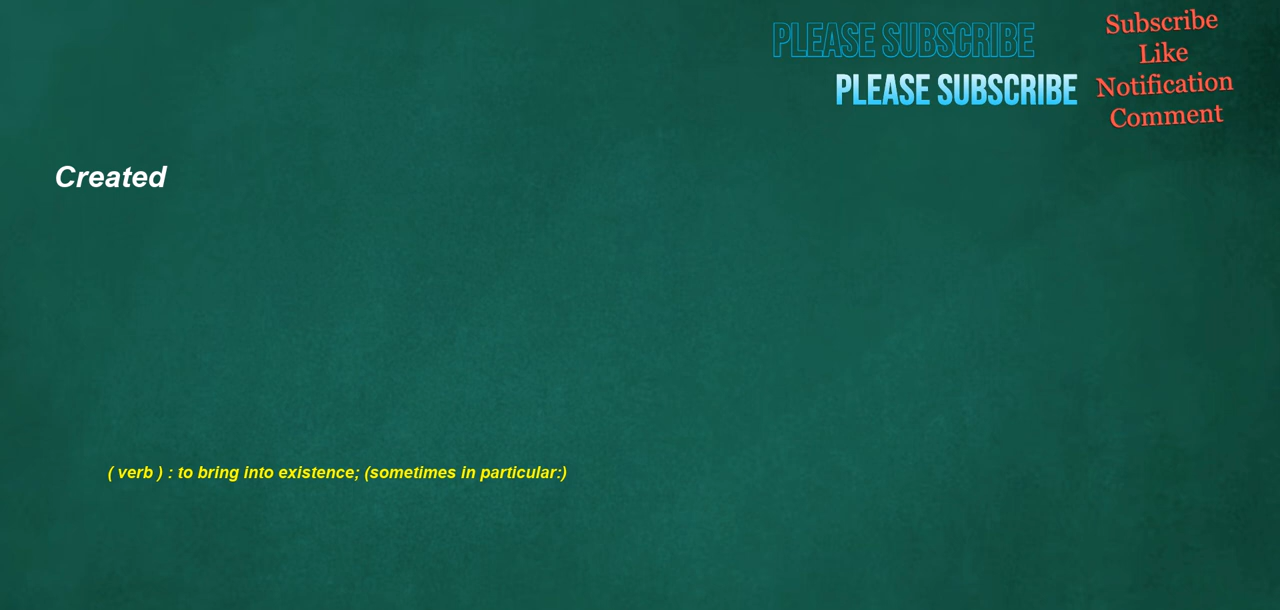 PLEASE SUBSCRIBE
PLEASE SUBSCRIBE
Subscribe
Like
Notification
Comment
Created
( verb ) : to bring into existence; (sometimes in particular:)